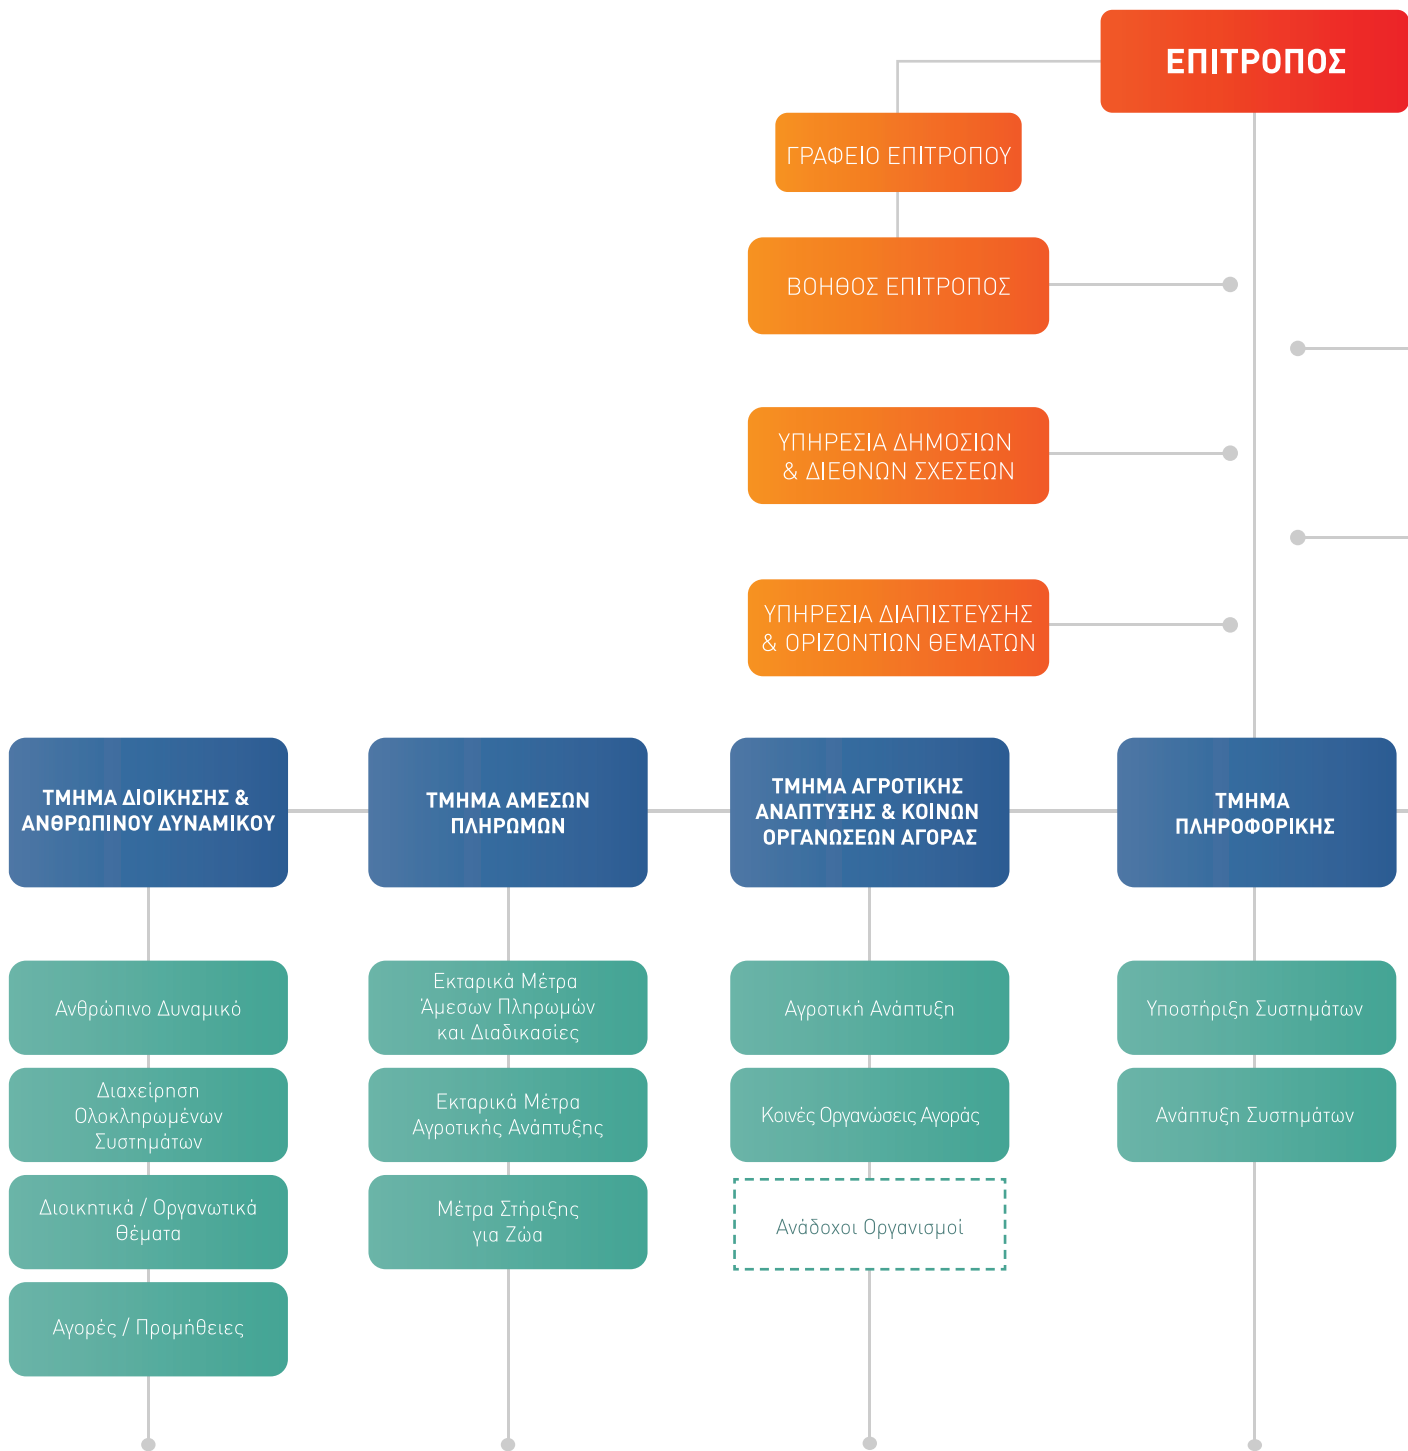 ΕΠΙΤΡΟΠΟΣ
ΓΡΑΦΕΙΟ ΕΠΙΤΡΟΠΟΥ
ΒΟΗΘΟΣ ΕΠΙΤΡΟΠΟΣ
ΥΠΗΡΕΣΙΑ ΔΗΜΟΣΙΩΝ
& ΔΙΕΘΝΩΝ ΣΧΕΣΕΩΝ
ΥΠΗΡΕΣΙΑ ΔΙΑΠΙΣΤΕΥΣΗΣ
& ΟΡΙΖΟΝΤΙΩΝ ΘΕΜΑΤΩΝ
ΤΜΗΜΑ ΔΙΟΙΚΗΣΗΣ &
ΑΝΘΡΩΠΙΝΟΥ ΔΥΝΑΜΙΚΟΥ
ΤΜΗΜΑ ΑΜΕΣΩΝ
ΠΛΗΡΩΜΩΝ
ΤΜΗΜΑ ΑΓΡΟΤΙΚΗΣ
ΑΝΑΠΤΥΞΗΣ & ΚΟΙΝΩΝ
ΟΡΓΑΝΩΣΕΩΝ ΑΓΟΡΑΣ
ΤΜΗΜΑ
ΠΛΗΡΟΦΟΡΙΚΗΣ
Ανθρώπινο Δυναμικό
Διαχείρηση
Ολοκληρωμένων
Συστημάτων
Διοικητικά / Οργανωτικά
Θέματα
Αγορές / Προμήθειες
Εκταρικά Μέτρα
Άμεσων Πληρωμών
και Διαδικασίες
Εκταρικά Μέτρα
Αγροτικής Ανάπτυξης
Μέτρα Στήριξης
για Ζώα
Αγροτική Ανάπτυξη
Κοινές Οργανώσεις Αγοράς
Ανάδοχοι Οργανισμοί
Υποστήριξη Συστημάτων
Ανάπτυξη Συστημάτων